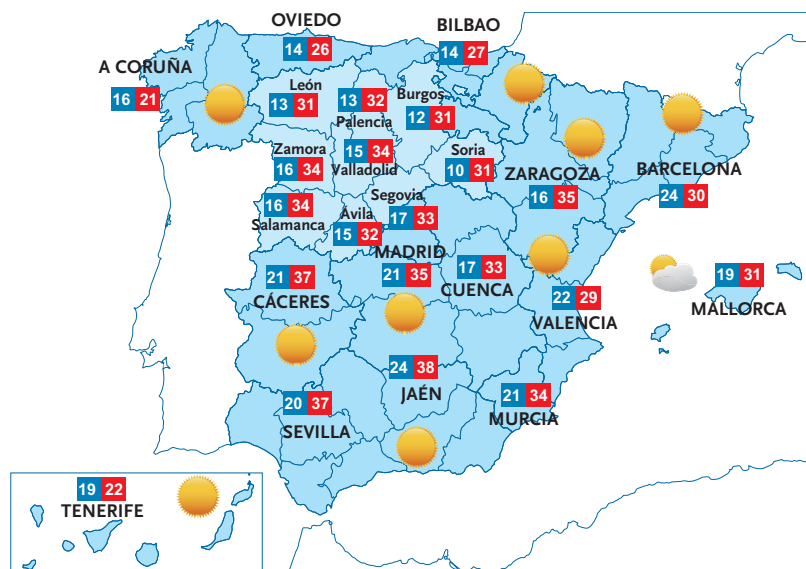 OVIEDO
14 26
BILBAO
14 27
A CORUÑA
16 21
León
13 31
13 32
Palencia
Burgos
12 31
Zamora
16 34
15 34
Valladolid
Soria
10 31
ZARAGOZA
16 35
BARCELONA
24 30
16 34
Salamanca
Segovia
17 33
Ávila
15 32
MADRID
21 35
21 37
CÁCERES
17 33
CUENCA
22 29
VALENCIA
19 31
MALLORCA
24 38
JAÉN
20 37
SEVILLA
21 34
MURCIA
19 22
TENERIFE